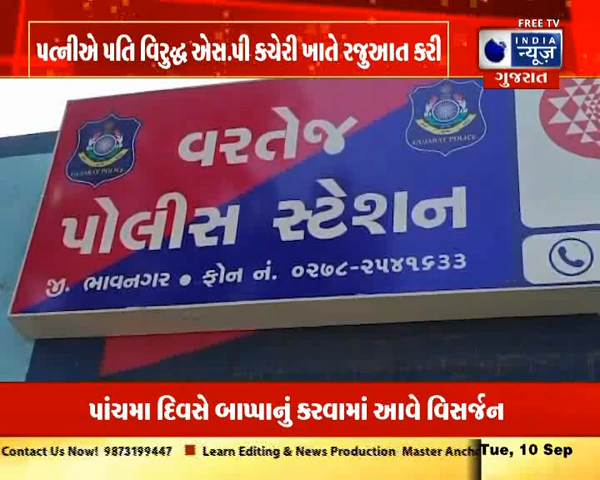 FREE TV
પત્નીએ પતિ વિરુદ્ધ એસ.પી કચેરી ખાતે રજુઆત કરી
INDIA
न्यूज़
ગુજરાત
GUJARAT POLICE
GUJARAT POLICE
વરતેજ
પોલીસ સ્ટેશન
જી. ભાવનગર • ફોન નં. ૦૨૭૮-૨૫૪૧૬૩૩
પાંચમા દિવસે બાપ્પાનું કરવામાં આવે વિસર્જન
Contact Us Now! 9873199447 ■ Learn Editing & News Production Master Ancho
Tue, 10 Sep